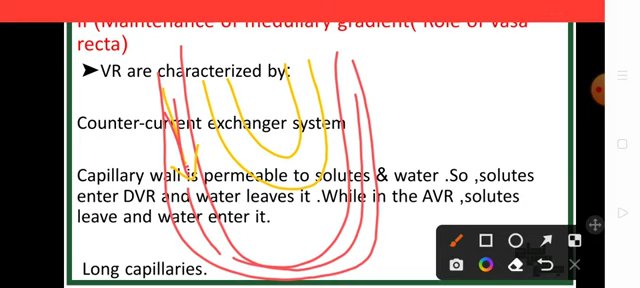 II (Maintenance of medullary gradient( Role of vasa
recta)
➤VR are characterized by:
Counter-current exchanger system
Capillary wall is permeable to solutes & water .So ,solutes
enter DVR and water leaves it .While in the AVR ,solutes
leave and water enter it.
Long capillaries.